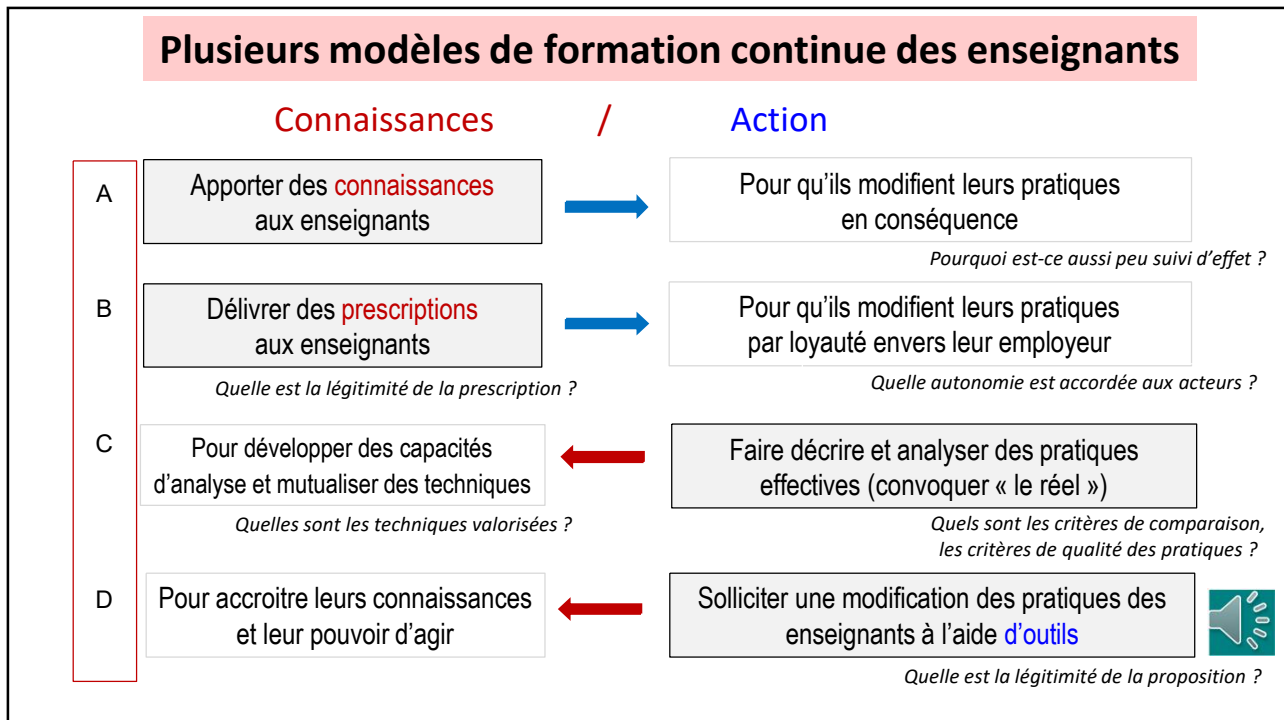 Plusieurs modèles de formation continue des enseignants
Connaissances / Action
A
Apporter des connaissances
aux enseignants
Pour qu'ils modifient leurs pratiques
en conséquence
Pourquoi est-ce aussi peu suivi d'effet ?
B
Délivrer des prescriptions
aux enseignants
Pour qu'ils modifient leurs pratiques
par loyauté envers leur employeur
Quelle est la légitimité de la prescription ?
Quelle autonomie est accordée aux acteurs ?
C
Pour développer des capacités
d'analyse et mutualiser des techniques
Faire décrire et analyser des pratiques
effectives (convoquer « le réel »)
Quelles sont les techniques valorisées ?
Quels sont les critères de comparaison,
les critères de qualité des pratiques ?
D
Pour accroitre leurs connaissances
et leur pouvoir d'agir
Solliciter une modification des pratiques des
enseignants à l'aide d'outils
Quelle est la légitimité de la proposition ?